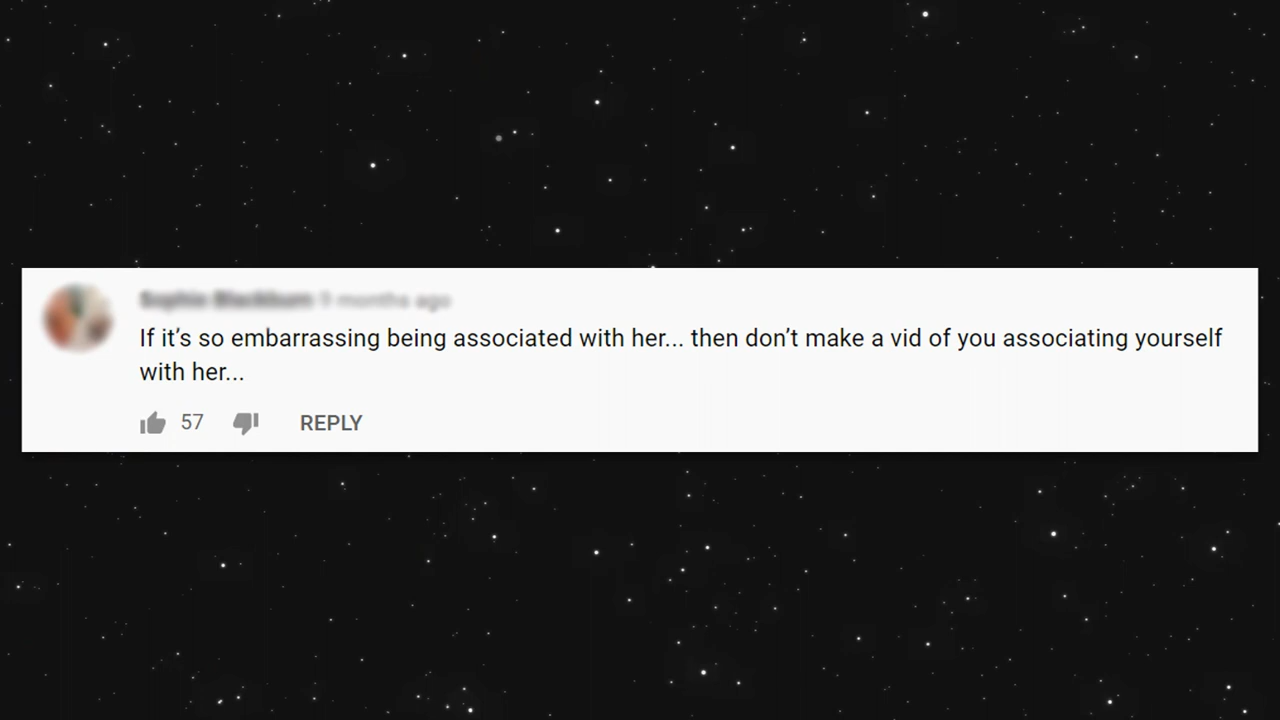 If it's so embarrassing being associated with her... then don't make a vid of you associating yourself
with her...
57 REPLY